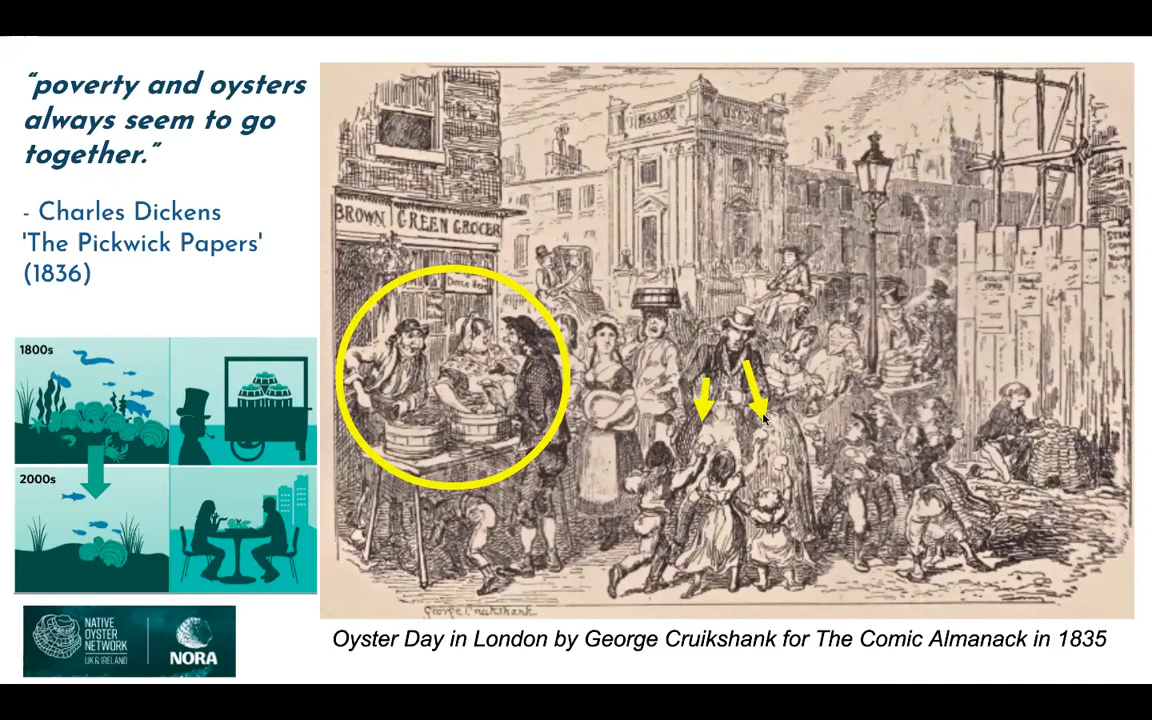 “poverty and oysters
always seem to go
together.”
- Charles Dickens
'The Pickwick Papers'
(1836)
1800s
2000s
NATIVE
OYSTER
NETWORK
UK & IRELAND
NORA
BROWN GREEN GROCER
George Cruikshank
Oyster Day in London by George Cruikshank for The Comic Almanack in 1835